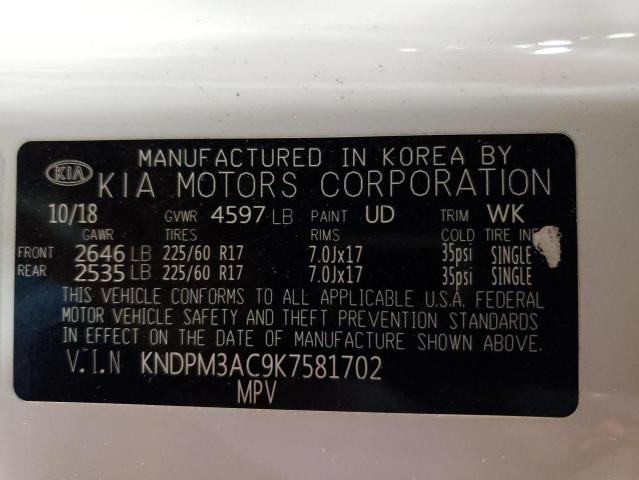 MANUFACTURED IN KOREA BY
KIA KIA MOTORS CORPORATION
10/18 GVWR 4597 LB PAINT UD TRIM WK
GAWR TIRES RIMS COLD TIRE
FRONT 2646 LB 225/60 R17 7.0Jx17 35psi SINGLE
REAR 2535 LB 225/60 R17 7.0Jx17 35psi SINGLE
THIS VEHICLE CONFORMS TO ALL APPLICABLE U.S.A. FEDERAL
MOTOR VEHICLE SAFETY AND THEFT PREVENTION STANDARDS
IN EFFECT ON THE DATE OF MANUFACTURE SHOWN ABOVE.
V.I.N KNDPM3AC9K7581702
MPV